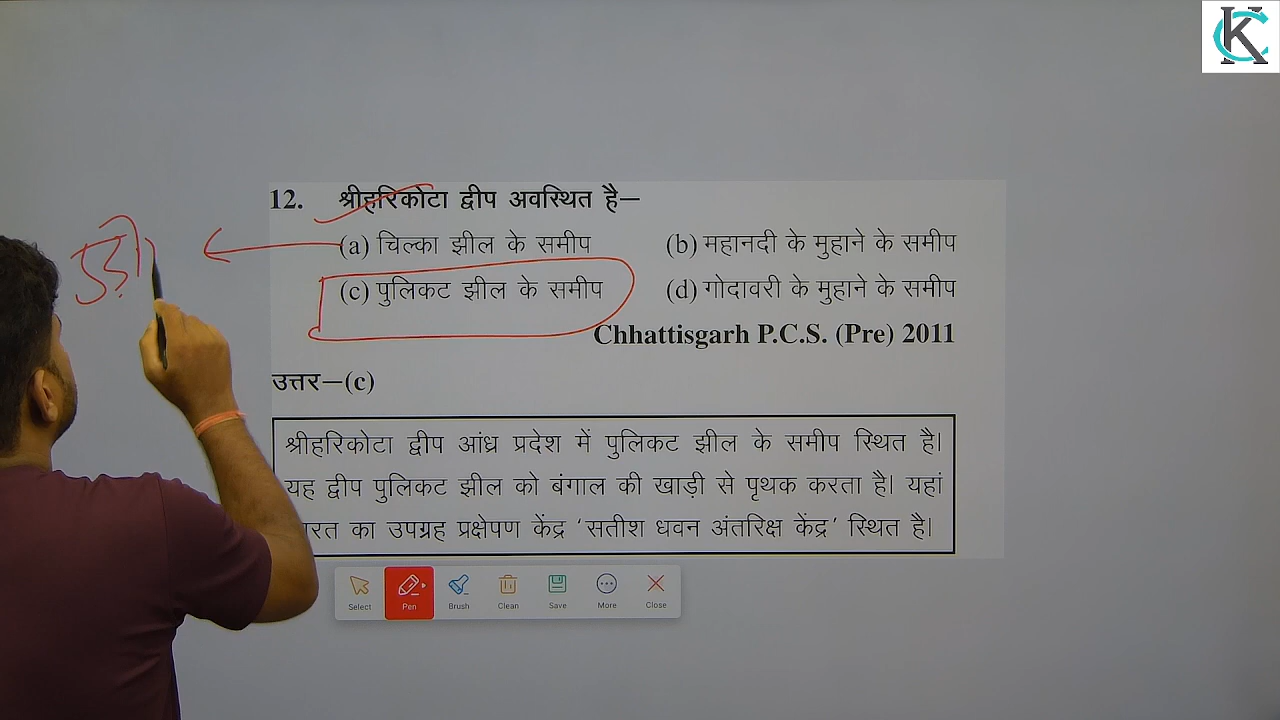 12. श्रीहरिकोटा द्वीप अवस्थित है—
(a) चिल्का झील के समीप (b) महानदी के मुहाने के समीप
(c) पुलिकट झील के समीप (d) गोदावरी के मुहाने के समीप
Chhattisgarh P.C.S. (Pre) 2011
उत्तर—(c)
श्रीहरिकोटा द्वीप आंध्र प्रदेश में पुलिकट झील के समीप स्थित है।
यह द्वीप पुलिकट झील को बंगाल की खाड़ी से पृथक करता है। यहां
का उपग्रह प्रक्षेपण केंद्र ‘सतीश धवन अंतरिक्ष केंद्र’ स्थित है।
Select Pen Brush Clean Save More Close
KC